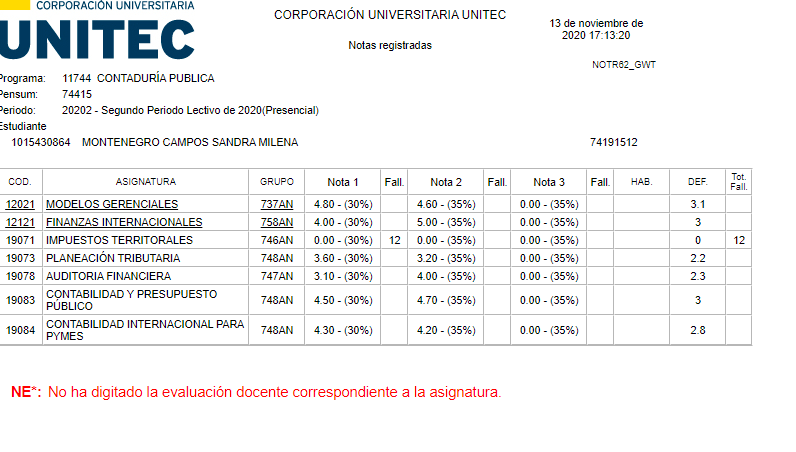 CORPORACIÓN UNIVERSITARIA
UNITEC
CORPORACIÓN UNIVERSITARIA UNITEC
Notas registradas
13 de noviembre de
2020 17:13:20
NOTR62_GWT
Programa: 11744 CONTADURÍA PUBLICA
Pensum: 74415
Periodo: 20202 - Segundo Periodo Lectivo de 2020(Presencial)
Estudiante
1015430864 MONTENEGRO CAMPOS SANDRA MILENA 74191512
COD. ASIGNATURA GRUPO Nota 1 Fall. Nota 2 Fall. Nota 3 Fall. HAB. DEF. Tot. Fall.
12021 MODELOS GERENCIALES 737AN 4.80 - (30%) 4.60 - (35%) 0.00 - (35%) 3.1
12121 FINANZAS INTERNACIONALES 758AN 4.00 - (30%) 5.00 - (35%) 0.00 - (35%) 3
19071 IMPUESTOS TERRITORIALES 746AN 0.00 - (30%) 12 0.00 - (35%) 0.00 - (35%) 0 12
19073 PLANEACIÓN TRIBUTARIA 748AN 3.60 - (30%) 3.20 - (35%) 0.00 - (35%) 2.2
19078 AUDITORIA FINANCIERA 747AN 3.10 - (30%) 4.00 - (35%) 0.00 - (35%) 2.3
19083 CONTABILIDAD Y PRESUPUESTO PÚBLICO 748AN 4.50 - (30%) 4.70 - (35%) 0.00 - (35%) 3
19084 CONTABILIDAD INTERNACIONAL PARA PYMES 748AN 4.30 - (30%) 4.20 - (35%) 0.00 - (35%) 2.8
NE*: No ha digitado la evaluación docente correspondiente a la asignatura.